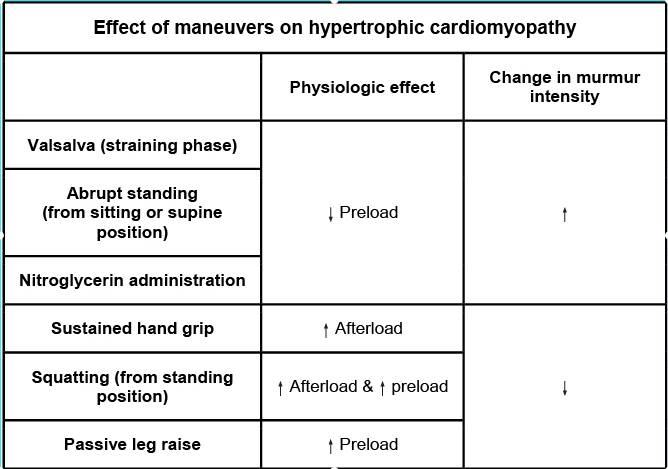 Effect of maneuvers on hypertrophic cardiomyopathy
Physiologic effect
Change in murmur
intensity
Valsalva (straining phase)
Abrupt standing
(from sitting or supine
position)
↓ Preload
↑
Nitroglycerin administration
Sustained hand grip
↑ Afterload
Squatting (from standing
position)
↑ Afterload & ↑ preload
↓
Passive leg raise
↑ Preload